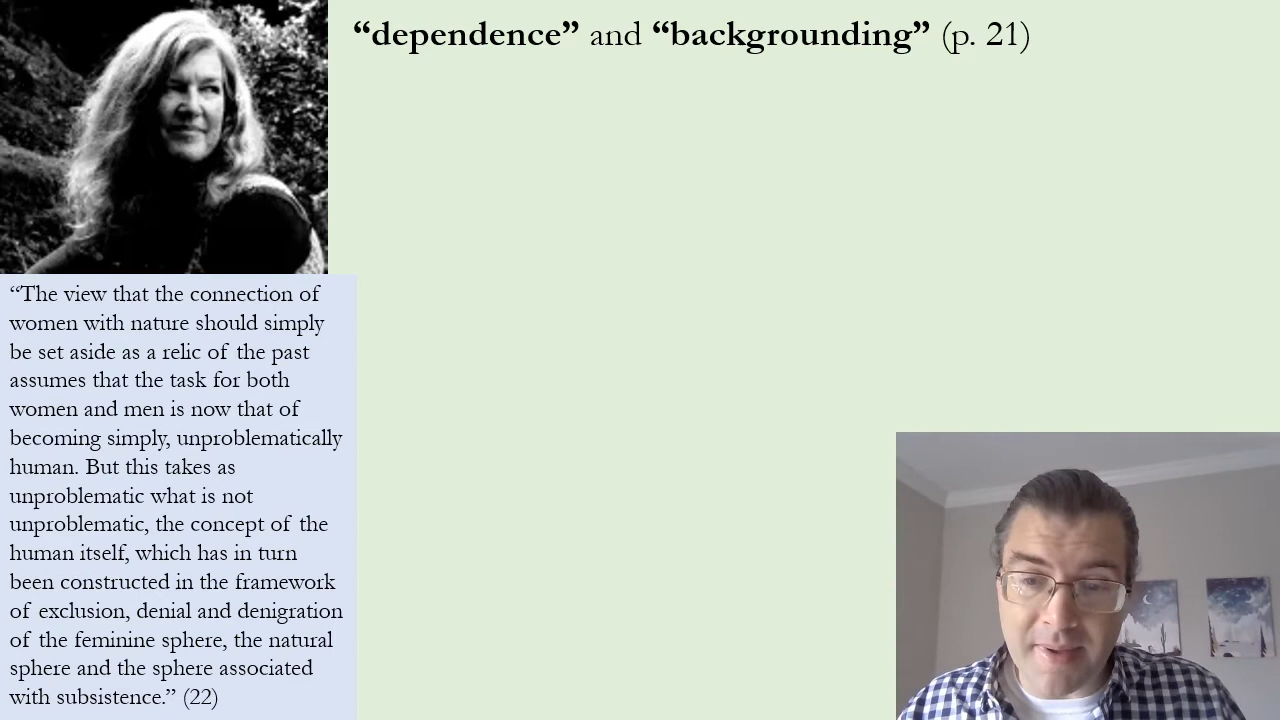 “dependence” and “backgrounding” (p. 21)
“The view that the connection of
women with nature should simply
be set aside as a relic of the past
assumes that the task for both
women and men is now that of
becoming simply, unproblematically
human. But this takes as
unproblematic what is not
unproblematic, the concept of the
human itself, which has in turn
been constructed in the framework
of exclusion, denial and denigration
of the feminine sphere, the natural
sphere and the sphere associated
with subsistence.” (22)